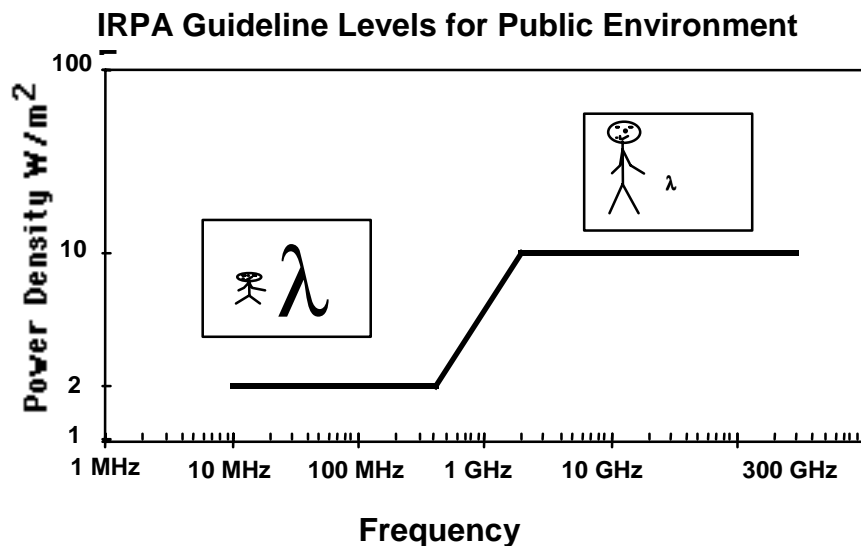 IRPA Guideline Levels for Public Environment
Power Density W/m²
100
10
2
1
λ
λ
1 MHz 10 MHz 100 MHz 1 GHz 10 GHz 300 GHz
Frequency